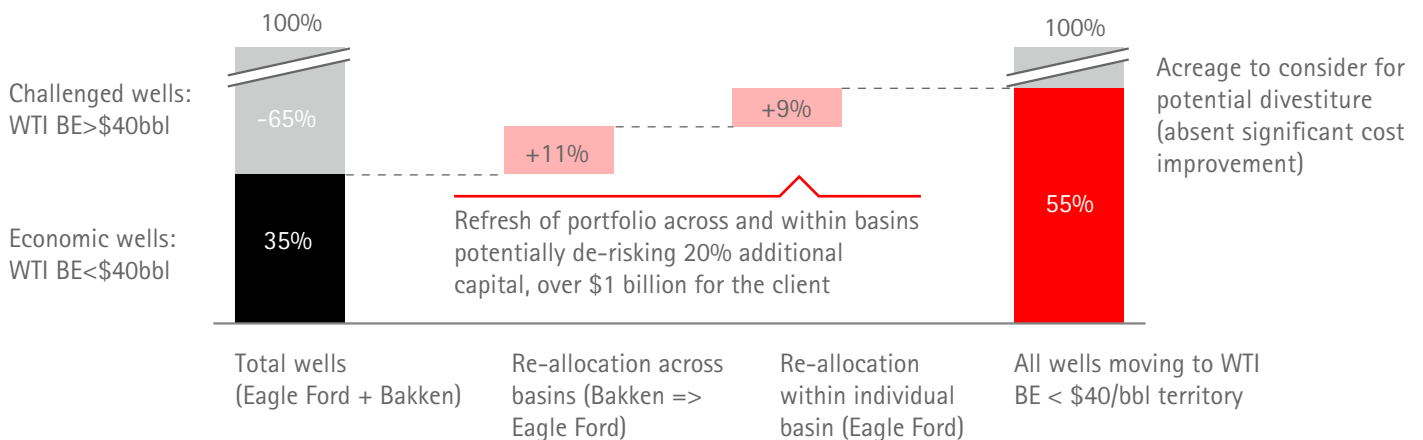 100%
Challenged wells:
WTI BE>$40bbl
-65%
Economic wells:
WTI BE<$40bbl
35%
+11%
+9%
Refresh of portfolio across and within basins
potentially de-risking 20% additional
capital, over $1 billion for the client
100%
55%
Acreage to consider for
potential divestiture
(absent significant cost
improvement)
Total wells
(Eagle Ford + Bakken)
Re-allocation across
basins (Bakken =>
Eagle Ford)
Re-allocation
within individual
basin (Eagle Ford)
All wells moving to WTI
BE < $40/bbl territory